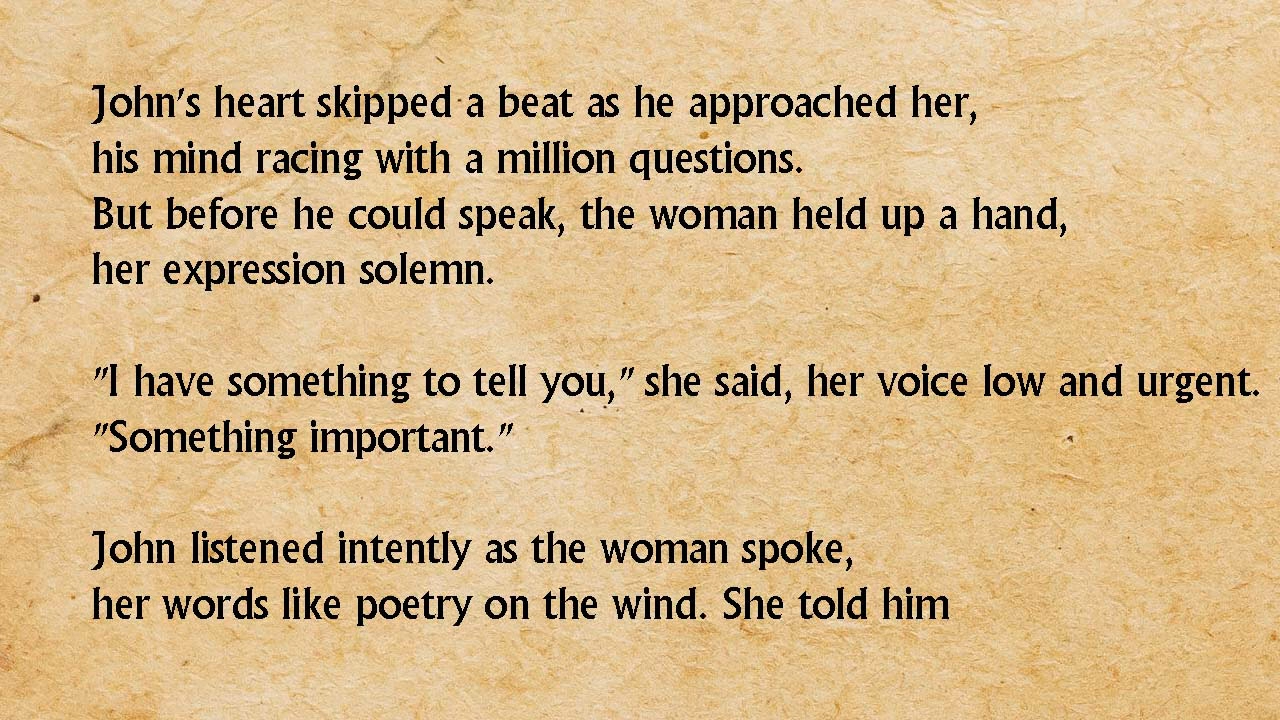 John's heart skipped a beat as he approached her,
his mind racing with a million questions.
But before he could speak, the woman held up a hand,
her expression solemn.
"I have something to tell you," she said, her voice low and urgent.
"Something important."
John listened intently as the woman spoke,
her words like poetry on the wind. She told him